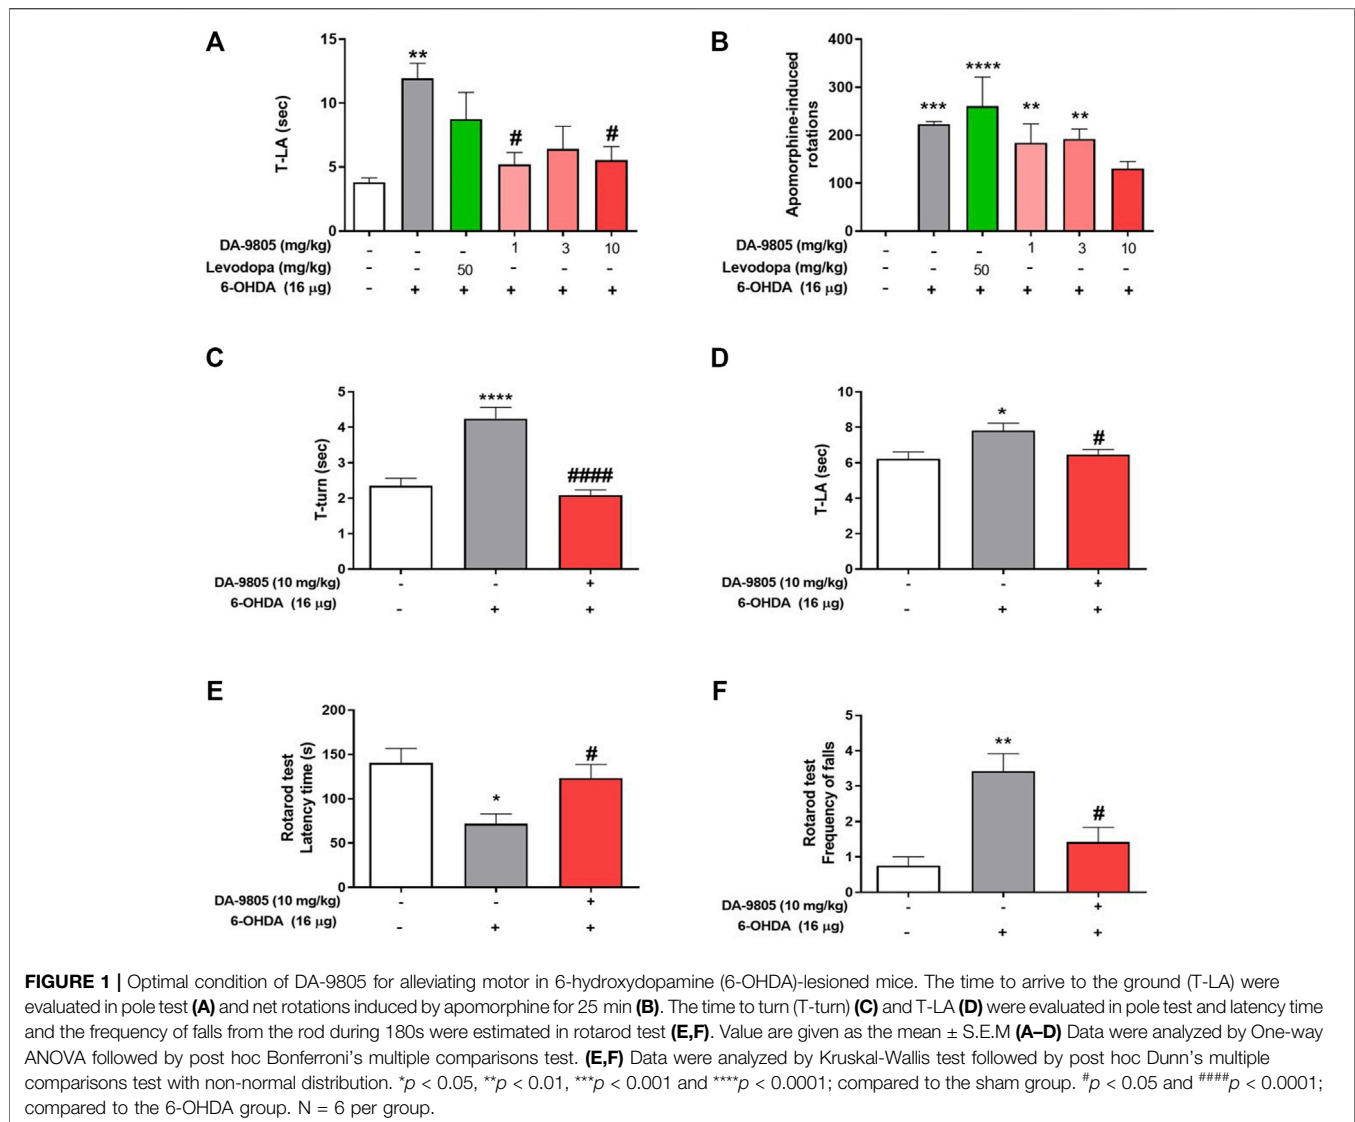 A
15
10
5
0
T-LA (sec)
**
#
#
DA-9805 (mg/kg) - - - 1 3 10
Levodopa (mg/kg) - - 50 - - -
6-OHDA (16 μg) - + + + + +
B
400
300
200
100
0
Apomorphine-induced
rotations
***
****
**
**
DA-9805 (mg/kg) - - - 1 3 10
Levodopa (mg/kg) - - 50 - - -
6-OHDA (16 μg) - + + + + +
C
5
4
3
2
1
0
T-turn (sec)
****
####
DA-9805 (10 mg/kg) - - +
6-OHDA (16 μg) - + +
D
10
8
6
4
2
0
T-LA (sec)
*
#
DA-9805 (10 mg/kg) - - +
6-OHDA (16 μg) - + +
E
200
150
100
50
0
Rotarod test
Latency time (s)
*
#
DA-9805 (10 mg/kg) - - +
6-OHDA (16 μg) - + +
F
5
4
3
2
1
0
Rotarod test
Frequency of falls
**
#
DA-9805 (10 mg/kg) - - +
6-OHDA (16 μg) - + +
FIGURE 1 | Optimal condition of DA-9805 for alleviating motor in 6-hydroxydopamine (6-OHDA)-lesioned mice. The time to arrive to the ground (T-LA) were
evaluated in pole test (A) and net rotations induced by apomorphine for 25 min (B). The time to turn (T-turn) (C) and T-LA (D) were evaluated in pole test and latency time
and the frequency of falls from the rod during 180s were estimated in rotarod test (E,F). Value are given as the mean ± S.E.M (A–D) Data were analyzed by One-way
ANOVA followed by post hoc Bonferroni's multiple comparisons test. (E,F) Data were analyzed by Kruskal-Wallis test followed by post hoc Dunn's multiple
comparisons test with non-normal distribution. *p < 0.05, **p < 0.01, ***p < 0.001 and ****p < 0.0001; compared to the sham group. #p < 0.05 and ####p < 0.0001;
compared to the 6-OHDA group. N = 6 per group.